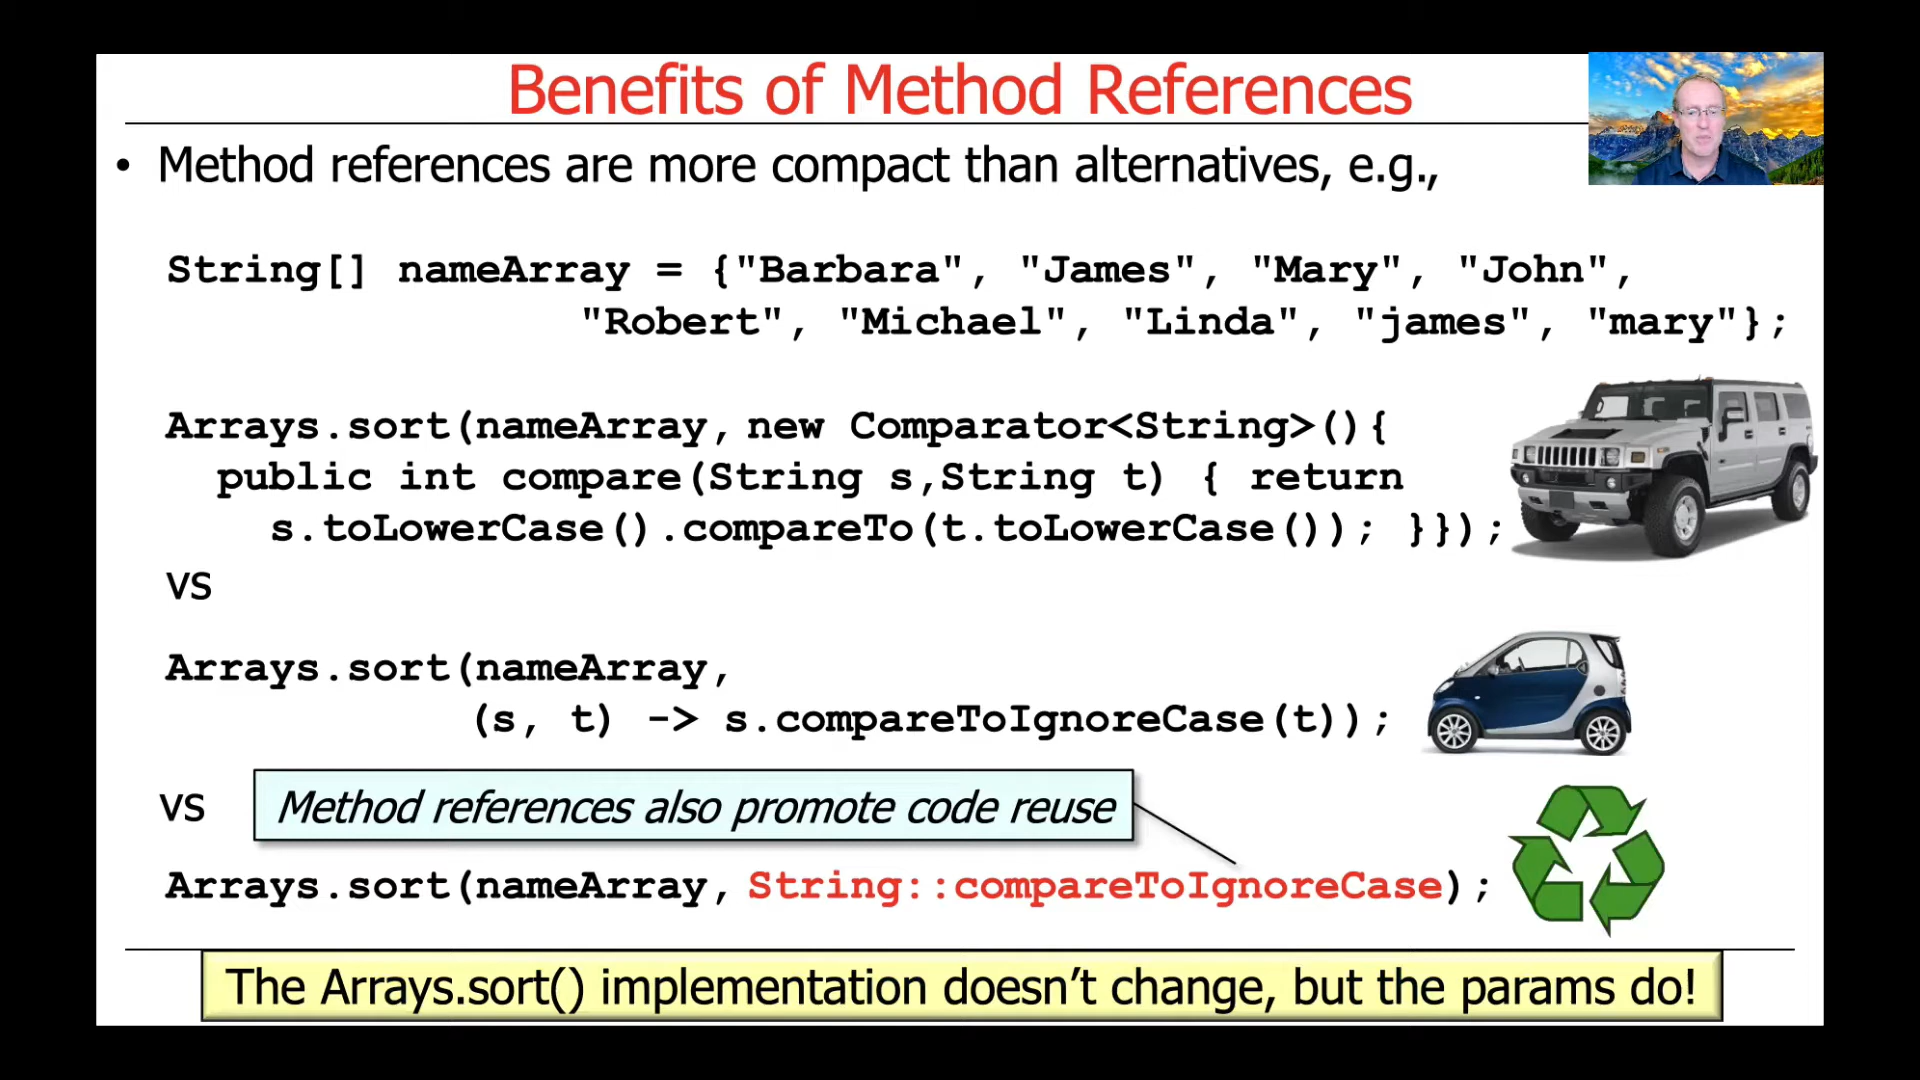 Benefits of Method References
• Method references are more compact than alternatives, e.g.,
String[] nameArray = {"Barbara", "James", "Mary", "John",
"Robert", "Michael", "Linda", "james", "mary"};
Arrays.sort(nameArray, new Comparator<String>(){
public int compare(String s,String t) { return
s.toLowerCase().compareTo(t.toLowerCase()); }});
VS
Arrays.sort(nameArray,
(s, t) -> s.compareToIgnoreCase(t));
VS
Method references also promote code reuse
Arrays.sort(nameArray, String::compareToIgnoreCase);
The Arrays.sort() implementation doesn’t change, but the params do!